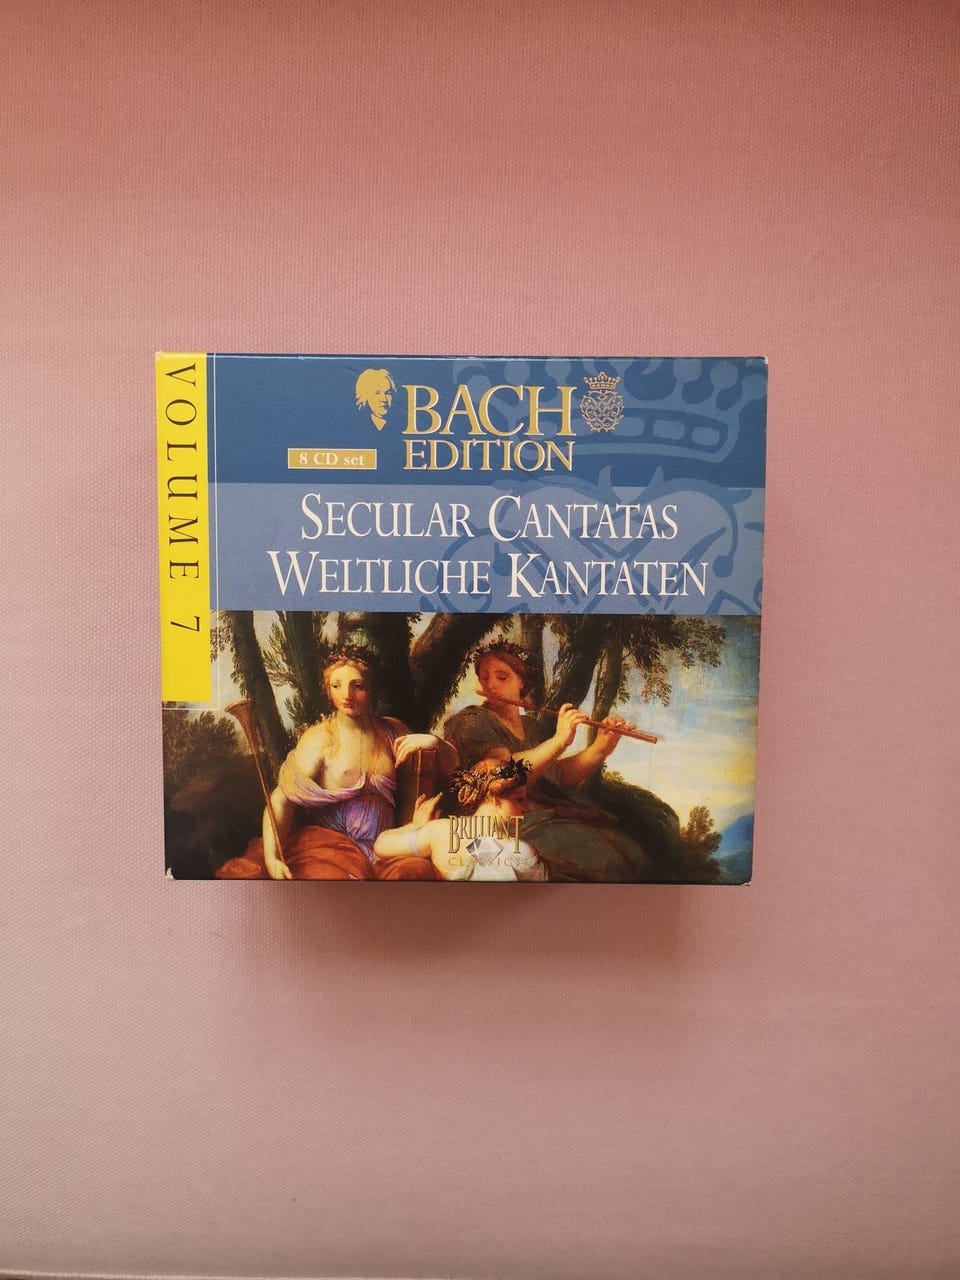 VOLUME 7
BACH
EDITION
8 CD set
SECULAR CANTATAS
WELTLICHE KANTATEN
BRILLIANT
CLASSICS